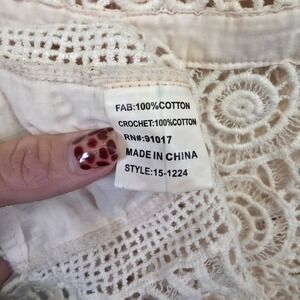 FAB:100%COTTON
CROCHET:100%COTTON
RN#:91017
MADE IN CHINA
STYLE:15-1224